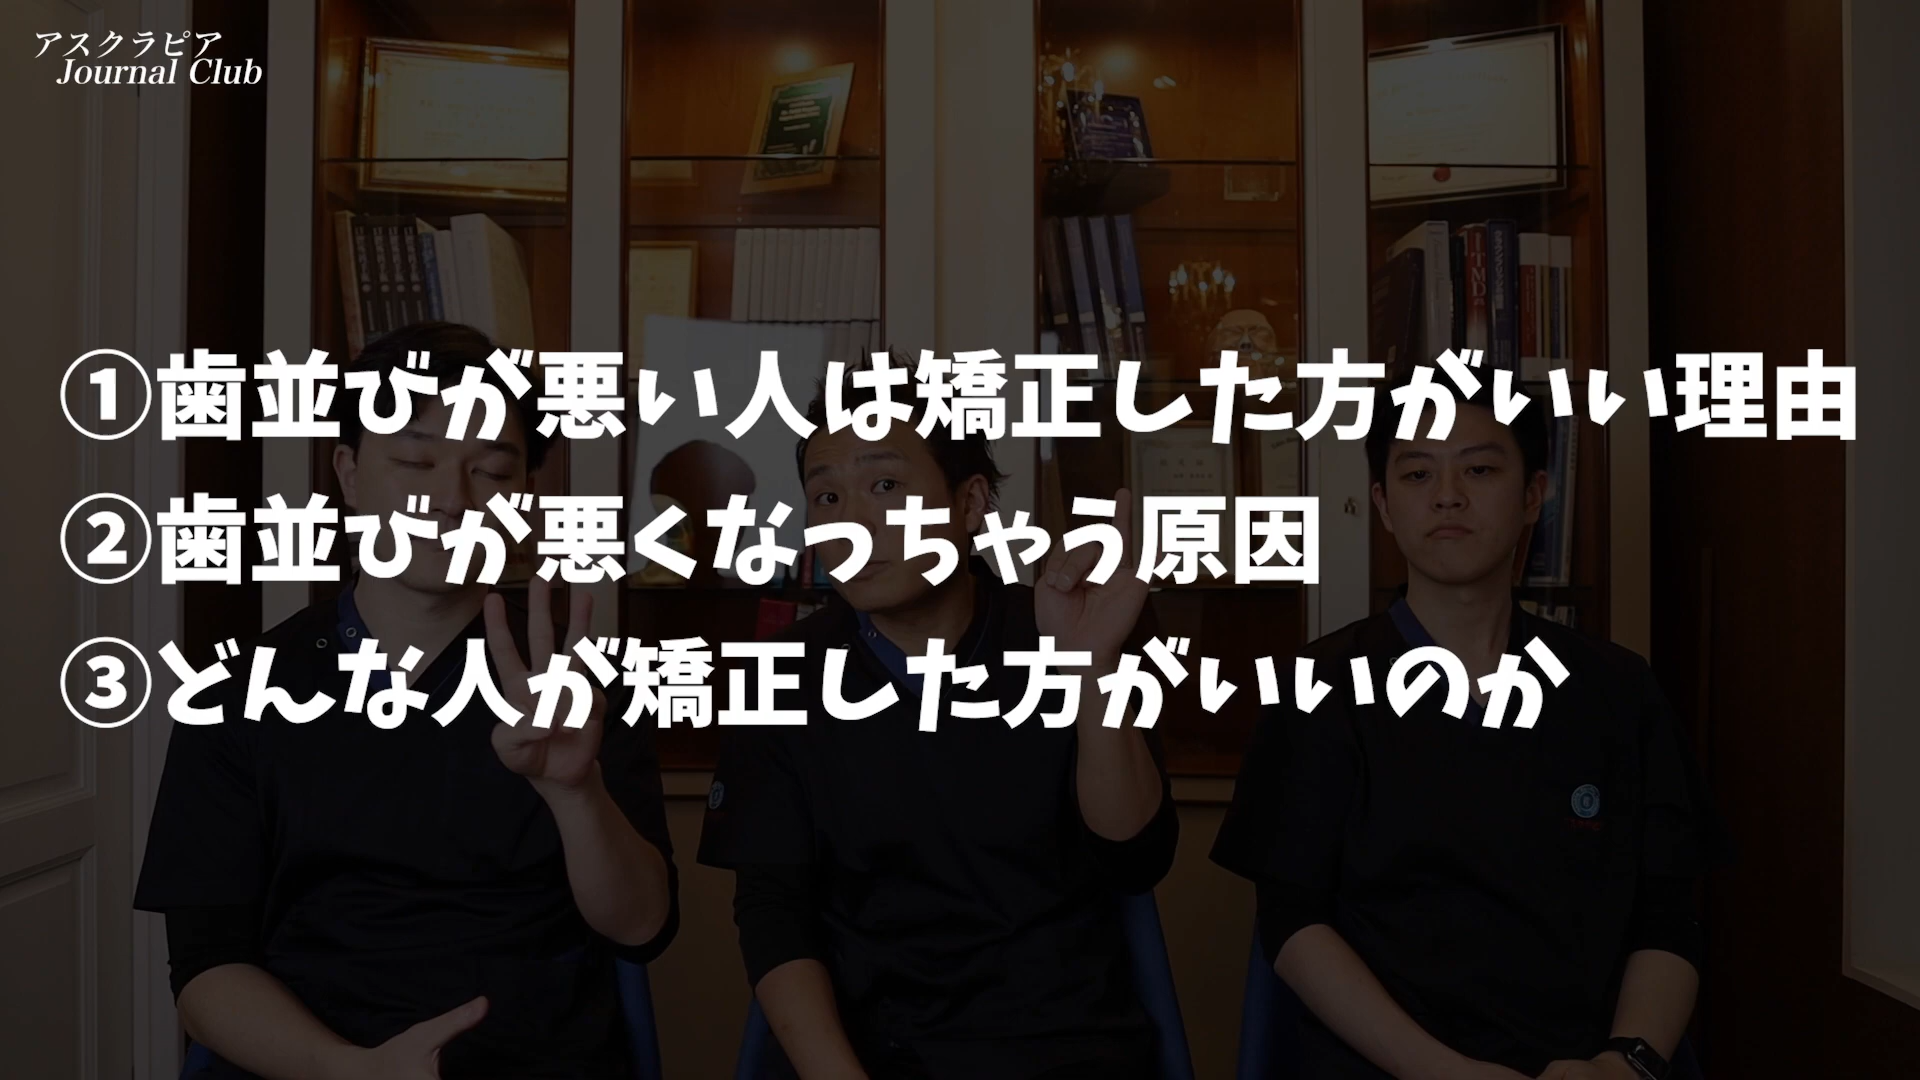 アスクラピア
Journal Club
①歯並びが悪い人は矯正した方がいい理由
②歯並びが悪くなっちゃう原因
③どんな人が矯正した方がいいのか
TMD